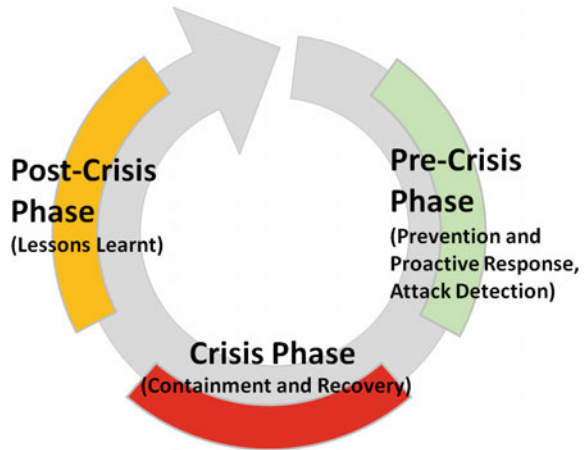 Post-Crisis
Phase
(Lessons Learnt)
Pre-Crisis
Phase
(Prevention and
Proactive Response,
Attack Detection)
Crisis Phase
(Containment and Recovery)